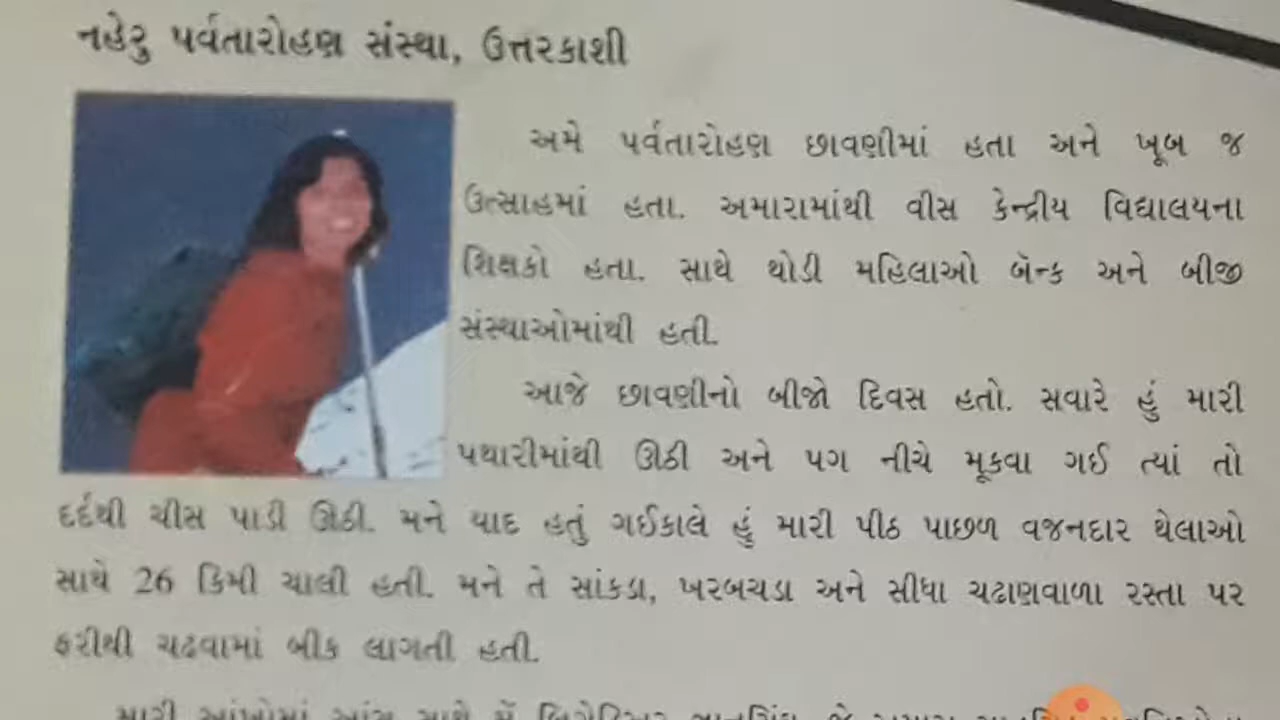 નહેરુ પર્વતારોહણ સંસ્થા, ઉત્તરકાશી
અમે પર્વતારોહણ છાવણીમાં હતા અને ખૂબ જ
ઉત્સાહમાં હતા. અમારામાંથી વીસ કેન્દ્રીય વિદ્યાલયના
શિક્ષકો હતા. સાથે થોડી મહિલાઓ બૅન્ક અને બીજી
સંસ્થાઓમાંથી હતી.
આજે છાવણીનો બીજો દિવસ હતો. સવારે હું મારી
પથારીમાંથી ઊઠી અને પગ નીચે મૂકવા ગઈ ત્યાં તો
દર્દથી ચીસ પાડી ઊઠી. મને યાદ હતું ગઈકાલે હું મારી પીઠ પાછળ વજનદાર થેલાઓ
સાથે 26 કિમી ચાલી હતી. મને તે સાંકડા, ખરબચડા અને સીધા ચઢાણવાળા રસ્તા પર
ફરીથી ચઢવામાં બીક લાગતી હતી.
મારી આંખોમાં આંસુ સાથે મેં